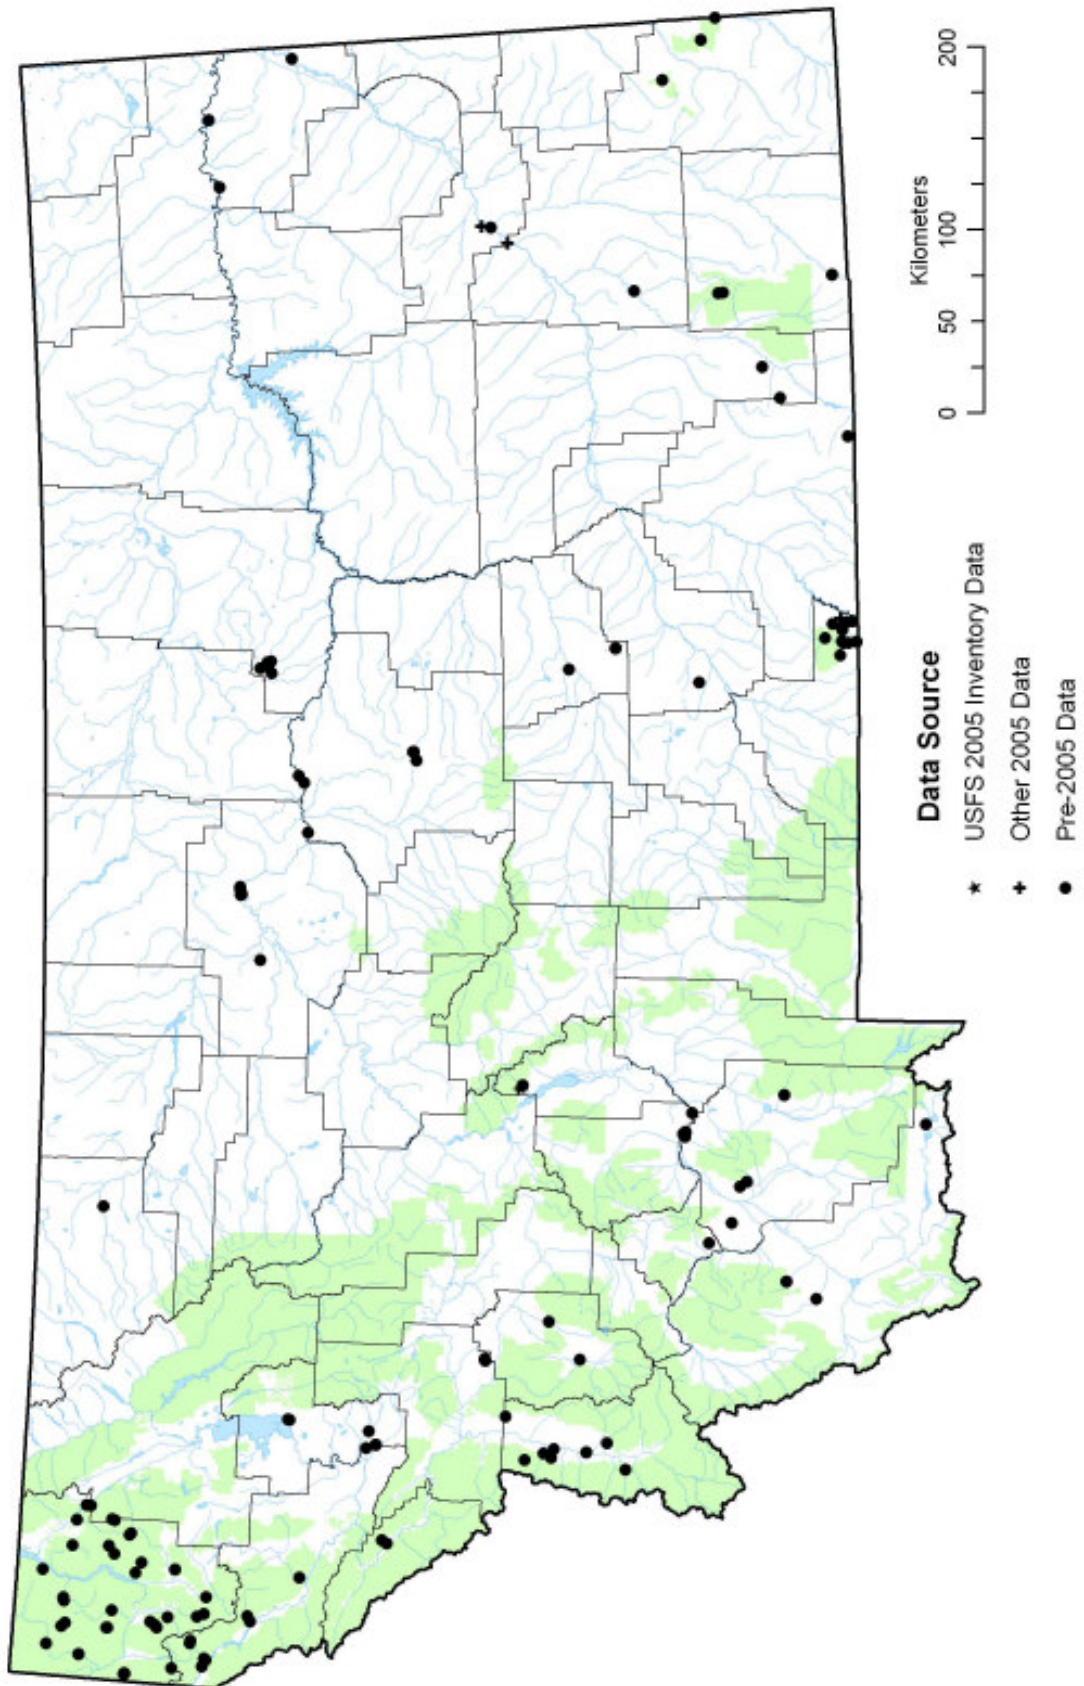 Data Source
USFS 2005 Inventory Data
Other 2005 Data
Pre-2005 Data
0 50 100 200
Kilometers